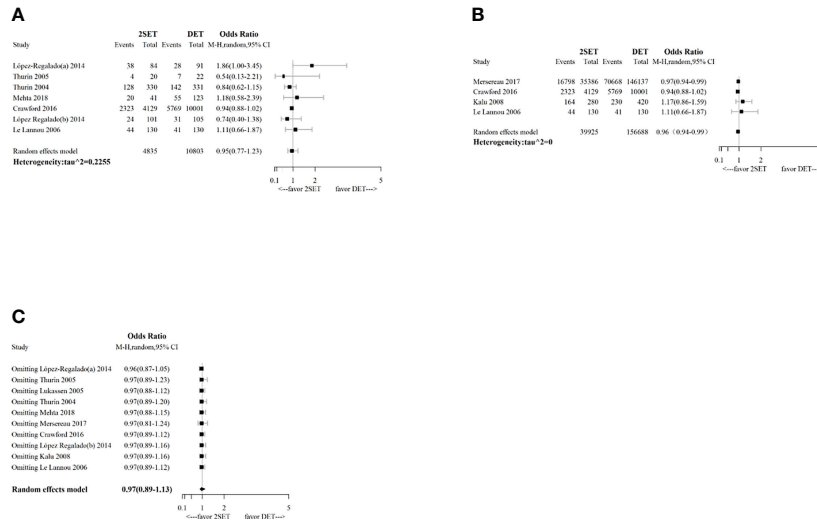 A
2SET DET Odds Ratio
Study Events Total Events Total M-H,random,95% CI
López-Regalado(a) 2014 38 84 28 91 1.86(1.00-3.45)
Thurin 2005 4 20 7 22 0.54(0.13-2.21)
Thurin 2004 128 330 142 331 0.84(0.62-1.15)
Mehta 2018 20 41 55 123 1.18(0.58-2.39)
Crawford 2016 2323 4129 5769 10001 0.94(0.88-1.02)
López Regalado(b) 2014 24 101 31 105 0.74(0.40-1.38)
Le Lannou 2006 44 130 41 130 1.11(0.66-1.87)
Random effects model 4835 10803 0.95(0.77-1.23)
Heterogeneity:tau^2=0.2255
0.1 1 2 5
<---favor 2SET favor DET--->
B
2SET DET Odds Ratio
Study Events Total Events Total M-H,random,95% CI
Mersereau 2017 16798 35386 70668 146137 0.97(0.94-0.99)
Crawford 2016 2323 4129 5769 10001 0.94(0.88-1.02)
Kalu 2008 164 280 230 420 1.17(0.86-1.59)
Le Lannou 2006 44 130 41 130 1.11(0.66-1.87)
Random effects model 39925 156688 0.96 (0.94-0.99)
Heterogeneity:tau^2=0
0.1 1 2
<---favor 2SET favor DET---
C
Odds Ratio
Study M-H,random,95% CI
Omitting López-Regalado(a) 2014 0.96(0.87-1.05)
Omitting Thurin 2005 0.97(0.89-1.23)
Omitting Lukassen 2005 0.97(0.88-1.12)
Omitting Thurin 2004 0.97(0.89-1.20)
Omitting Mehta 2018 0.97(0.88-1.15)
Omitting Mersereau 2017 0.97(0.81-1.24)
Omitting Crawford 2016 0.97(0.89-1.12)
Omitting López Regalado(b) 2014 0.97(0.89-1.16)
Omitting Kalu 2008 0.97(0.89-1.16)
Omitting Le Lannou 2006 0.97(0.89-1.12)
Random effects model 0.97(0.89-1.13)
0.1 1 2 5
<---favor 2SET favor DET--->